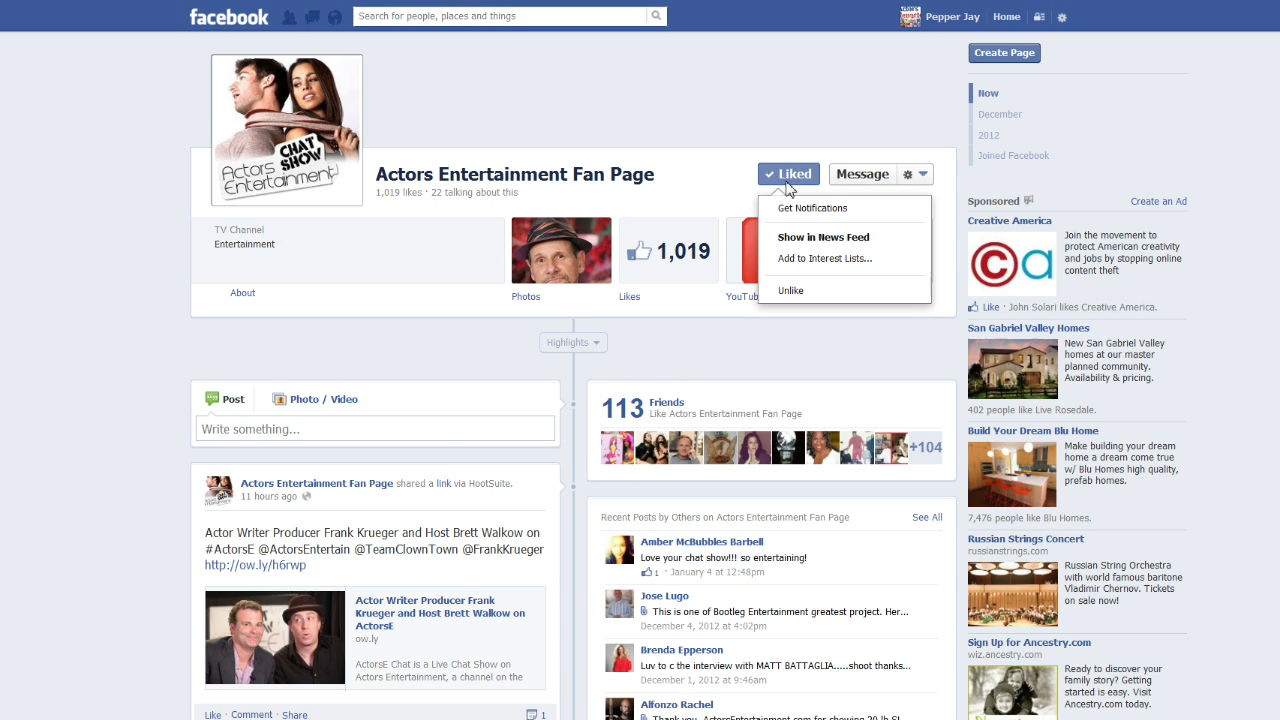 facebook
Search for people, places and things
Pepper Jay
Home
Create Page
Now
December
2012
Joined Facebook
CHAT
SHOW
Actors
Entertainment
Actors Entertainment Fan Page
1,019 likes · 22 talking about this
Liked
Message
Get Notifications
Show in News Feed
Add to Interest Lists...
Unlike
TV Channel
Entertainment
About
Photos
1,019
Likes
YouTub
Highlights
Post
Photo / Video
Write something...
Actors Entertainment Fan Page shared a link via HootSuite.
11 hours ago
Actor Writer Producer Frank Krueger and Host Brett Walkow on
#ActorsE @ActorsEntertain @TeamClownTown @FrankKrueger
http://ow.ly/h6rwp
Actor Writer Producer Frank
Krueger and Host Brett Walkow on
ActorsE
ow.ly
ActorsE Chat is a Live Chat Show on
Actors Entertainment, a channel on the
Like · Comment · Share
1
113
Friends
Like Actors Entertainment Fan Page
+104
Recent Posts by Others on Actors Entertainment Fan Page
See All
Amber McBubbles Barbell
Love your chat show!!! so entertaining!
1 · January 4 at 12:48pm
Jose Lugo
This is one of Bootleg Entertainment greatest project. Her...
December 4, 2012 at 4:02pm
Brenda Epperson
Luv to c the interview with MATT BATTAGLIA.....shoot thanks...
December 1, 2012 at 9:46am
Alfonzo Rachel
Sponsored
Create an Ad
Creative America
Join the movement to
protect American creativity
and jobs by stopping online
content theft
Like · John Solari likes Creative America.
San Gabriel Valley Homes
New San Gabriel Valley
homes at our master
planned community.
Availability & pricing.
402 people like Live Rosedale.
Build Your Dream Blu Home
Make building your dream
home a dream come true
w/ Blu Homes high quality,
prefab homes.
7,476 people like Blu Homes.
Russian Strings Concert
russianstrings.com
Russian String Orchestra
with world famous baritone
Vladimir Chernov. Tickets
on sale now!
Sign Up for Ancestry.com
wiz.ancestry.com
Ready to discover your
family story? Getting
started is easy. Visit
Ancestry.com today.